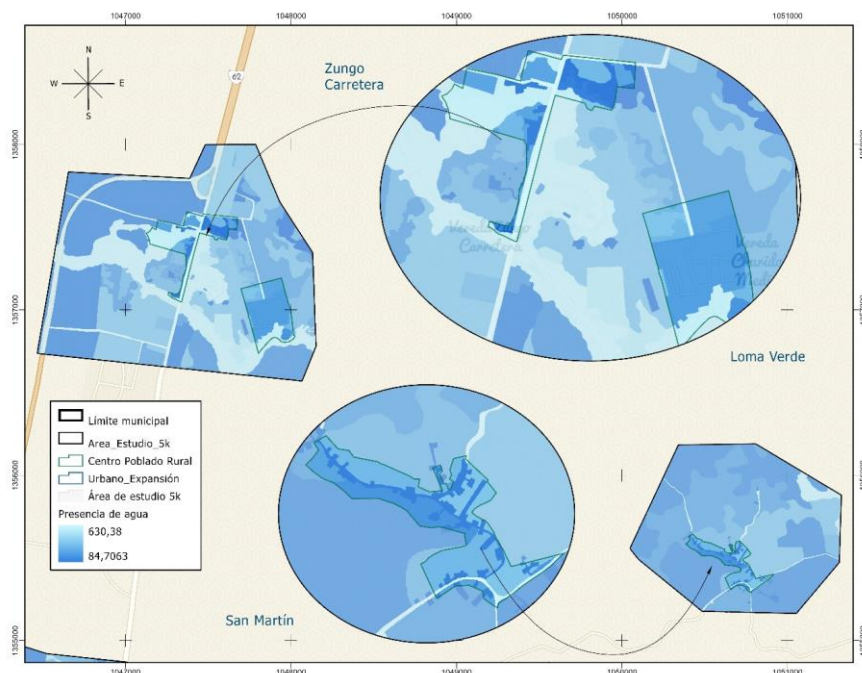 1047000
1048000
1049000
1050000
1051000
N
W E
S
62
Zungo
Carretera
1358000
Carretera
Vereda
1357000
Loma Verde
Límite municipal
Area_Estudio_5k
Centro Poblado Rural
Urbano_Expansión
Área de estudio 5k
Presencia de agua
630,38
84,7063
1356000
San Martín
1355000
1047000
1048000
1049000
1050000
1051000